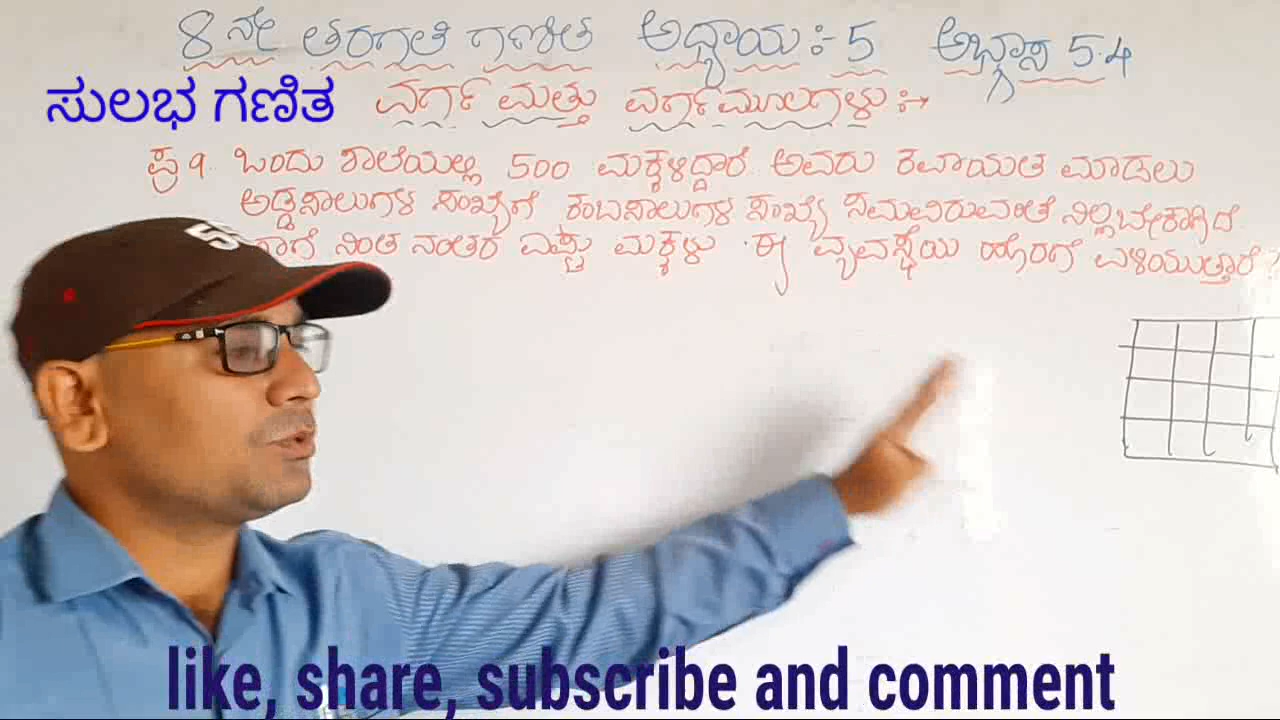 8 ನೇ ತರಗತಿ ಗಣಿತ ಅಧ್ಯಾಯ:- 5 ಅಭ್ಯಾಸ 5.4
ಸುಲಭ ಗಣಿತ
ವರ್ಗ ಮತ್ತು ವರ್ಗಮೂಲಗಳು :→
ಪ್ರ 9. ಒಂದು ಶಾಲೆಯಲ್ಲಿ 500 ಮಕ್ಕಳಿದ್ದಾರೆ. ಅವರು ಕವಾಯತ ಮಾಡಲು
ಅಡ್ಡಸಾಲುಗಳ ಸಂಖ್ಯೆಗೆ ಕಂಬಸಾಲುಗಳ ಸಂಖ್ಯೆ ಸಮವಿರುವಂತೆ ನಿಲ್ಲಬೇಕಾಗಿದೆ.
ಹಾಗೆ ನಿಂತ ನಂತರ ಎಷ್ಟು ಮಕ್ಕಳು ಈ ವ್ಯವಸ್ಥೆಯಿ ಹೊರಗೆ ಉಳಿಯುತ್ತಾರೆ?
like, share, subscribe and comment